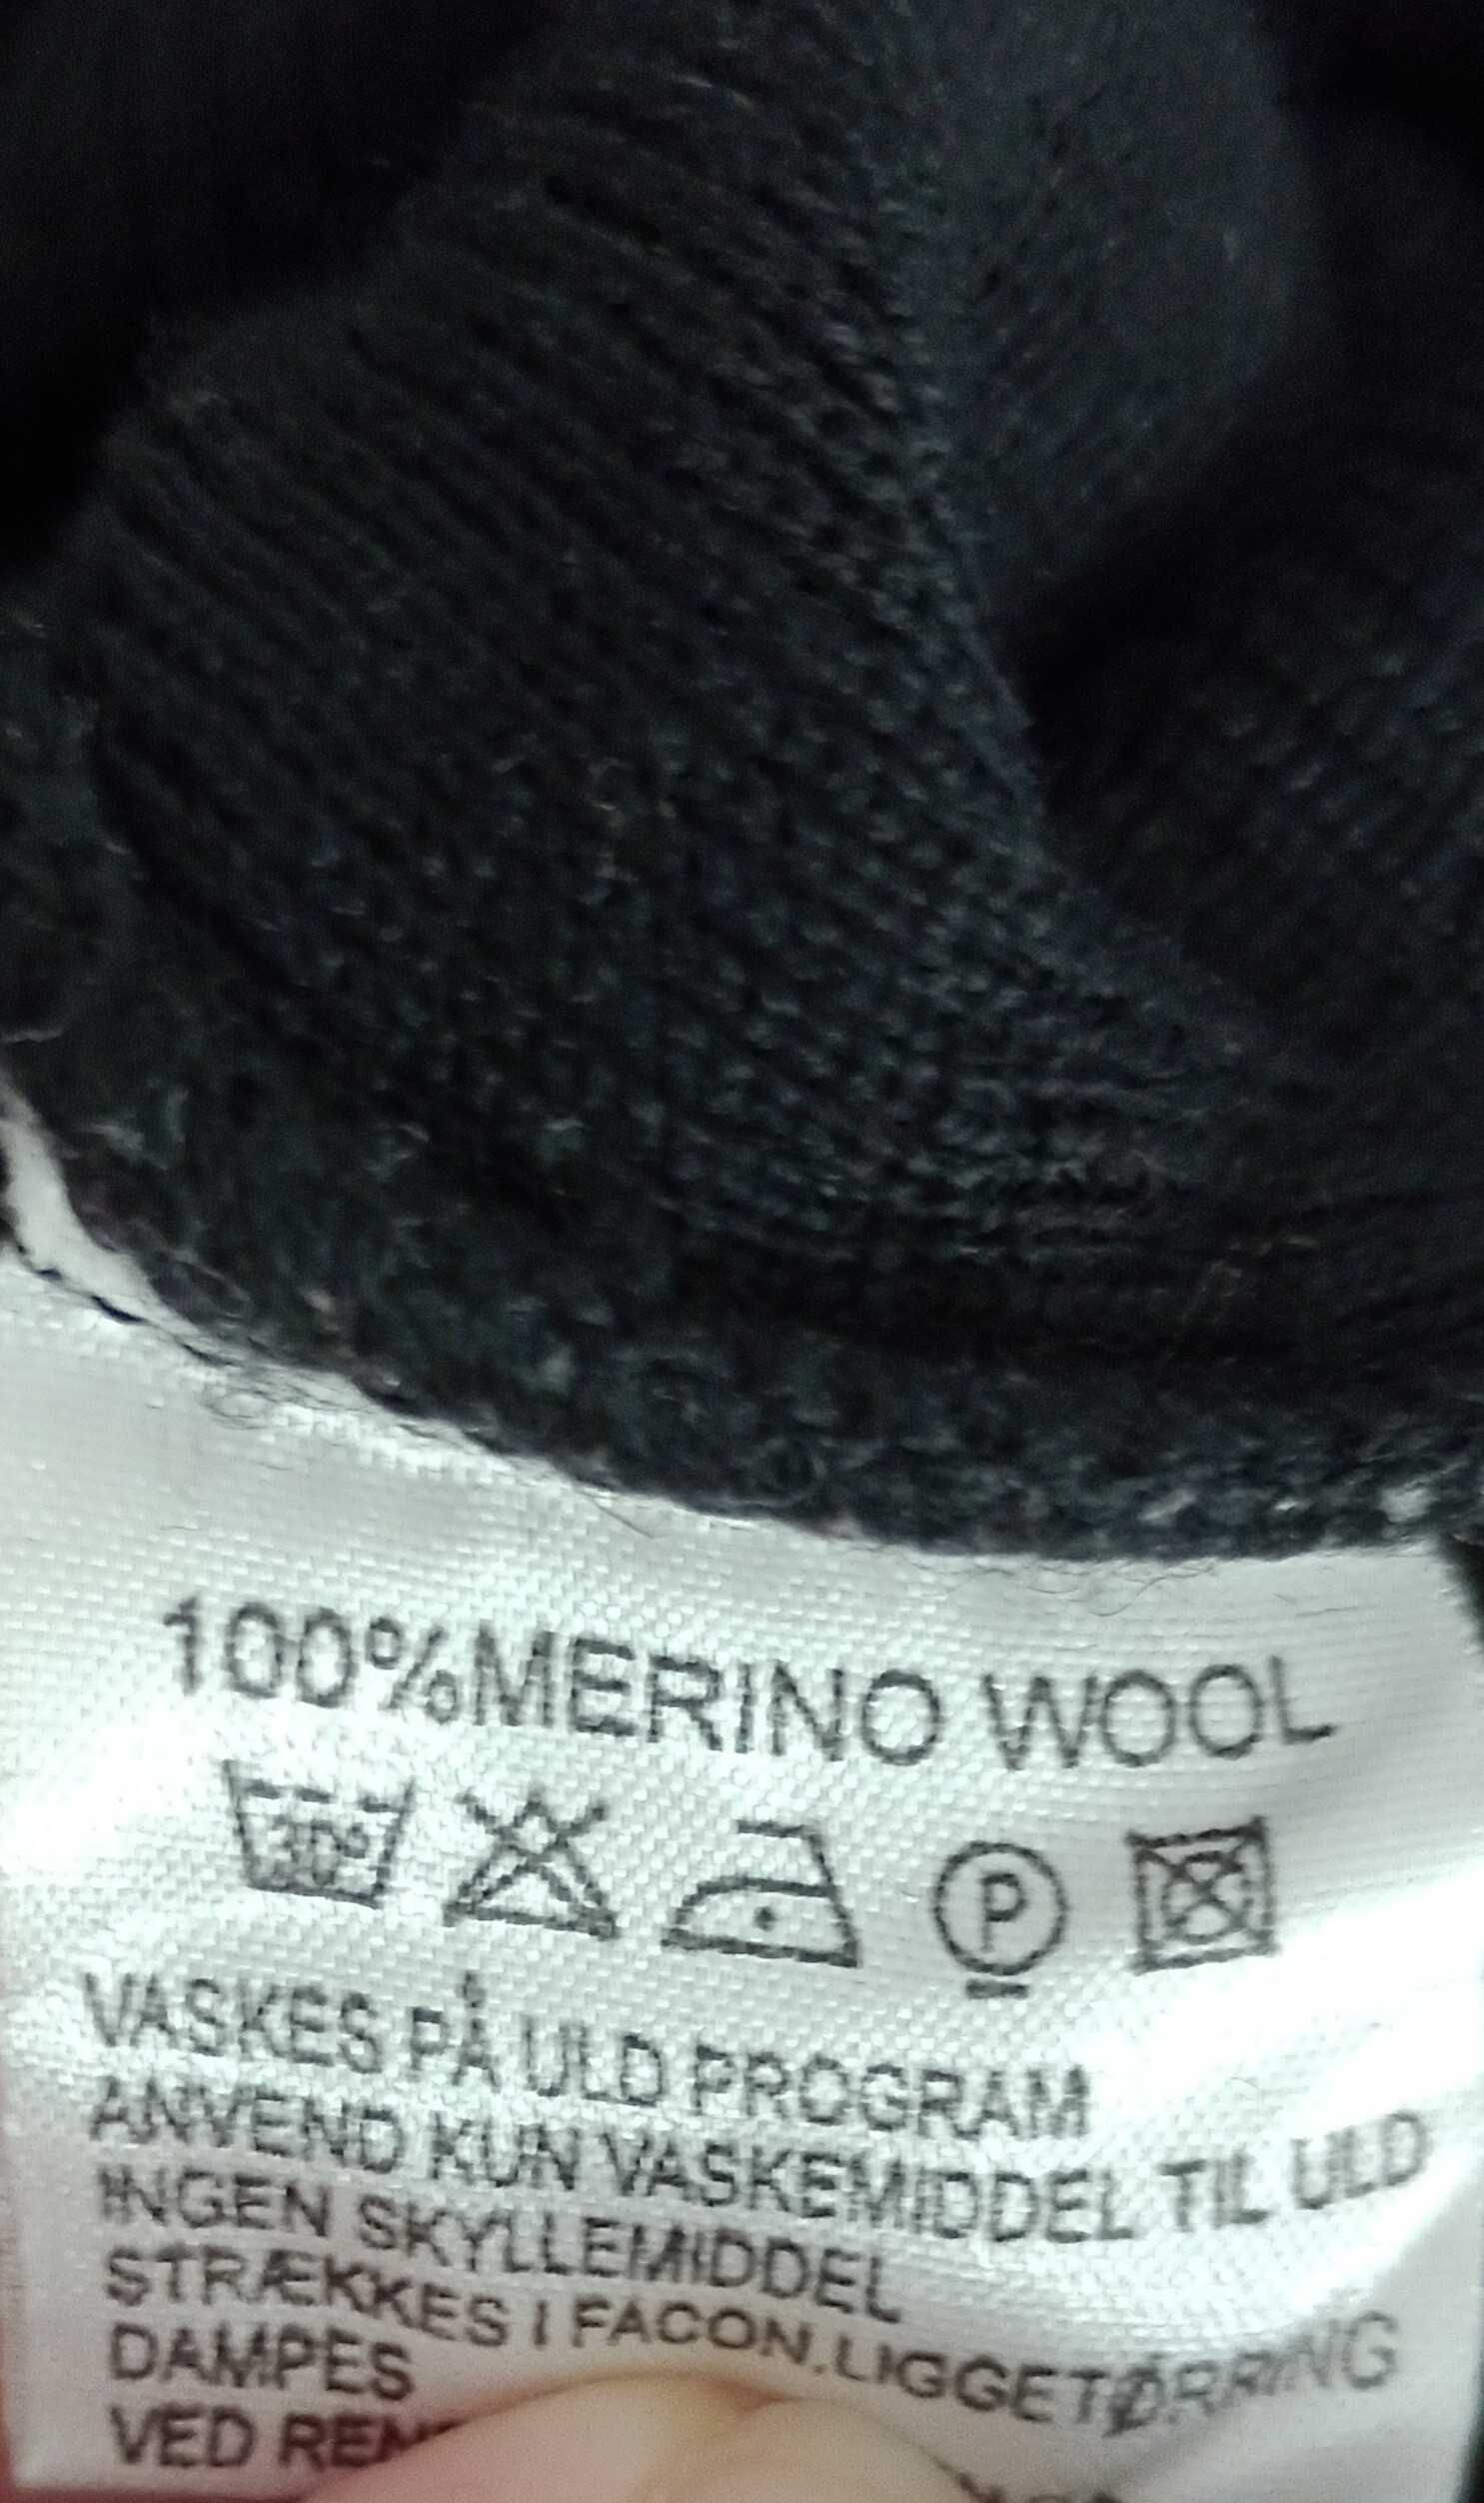 100%MERINO WOOL
30°
P
VASKES PÅ ULD PROGRAM
ANVEND KUN VASKEMIDDEL TIL ULD
INGEN SKYLLEMIDDEL
STRÆKKES I FACON,LIGGETØRRING
DAMPES
VED